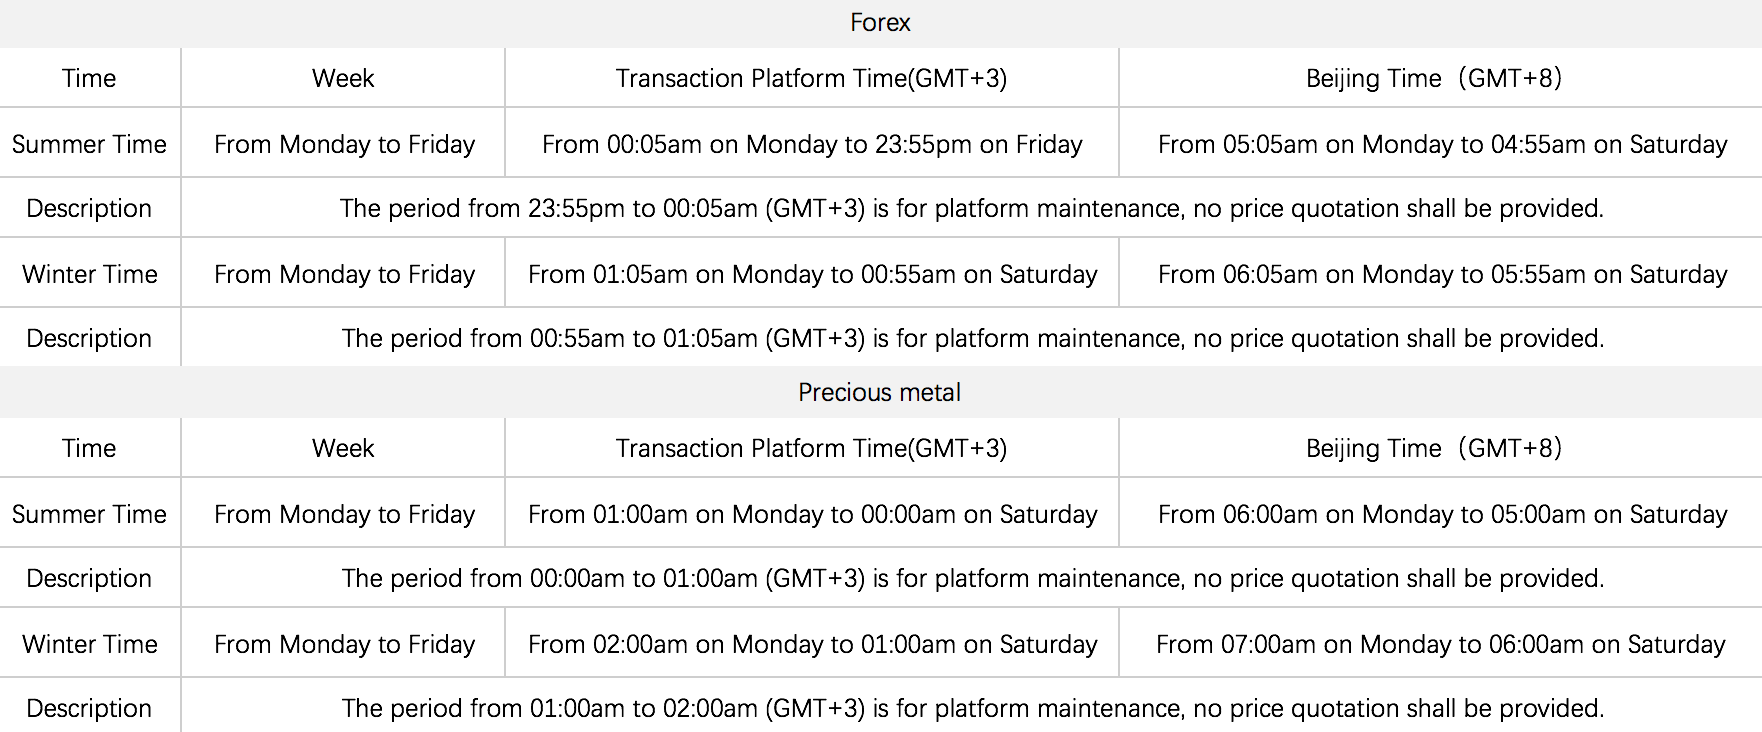 Forex
Time Week Transaction Platform Time(GMT+3) Beijing Time（GMT+8）
Summer Time From Monday to Friday From 00:05am on Monday to 23:55pm on Friday From 05:05am on Monday to 04:55am on Saturday
Description The period from 23:55pm to 00:05am (GMT+3) is for platform maintenance, no price quotation shall be provided.
Winter Time From Monday to Friday From 01:05am on Monday to 00:55am on Saturday From 06:05am on Monday to 05:55am on Saturday
Description The period from 00:55am to 01:05am (GMT+3) is for platform maintenance, no price quotation shall be provided.
Precious metal
Time Week Transaction Platform Time(GMT+3) Beijing Time（GMT+8）
Summer Time From Monday to Friday From 01:00am on Monday to 00:00am on Saturday From 06:00am on Monday to 05:00am on Saturday
Description The period from 00:00am to 01:00am (GMT+3) is for platform maintenance, no price quotation shall be provided.
Winter Time From Monday to Friday From 02:00am on Monday to 01:00am on Saturday From 07:00am on Monday to 06:00am on Saturday
Description The period from 01:00am to 02:00am (GMT+3) is for platform maintenance, no price quotation shall be provided.